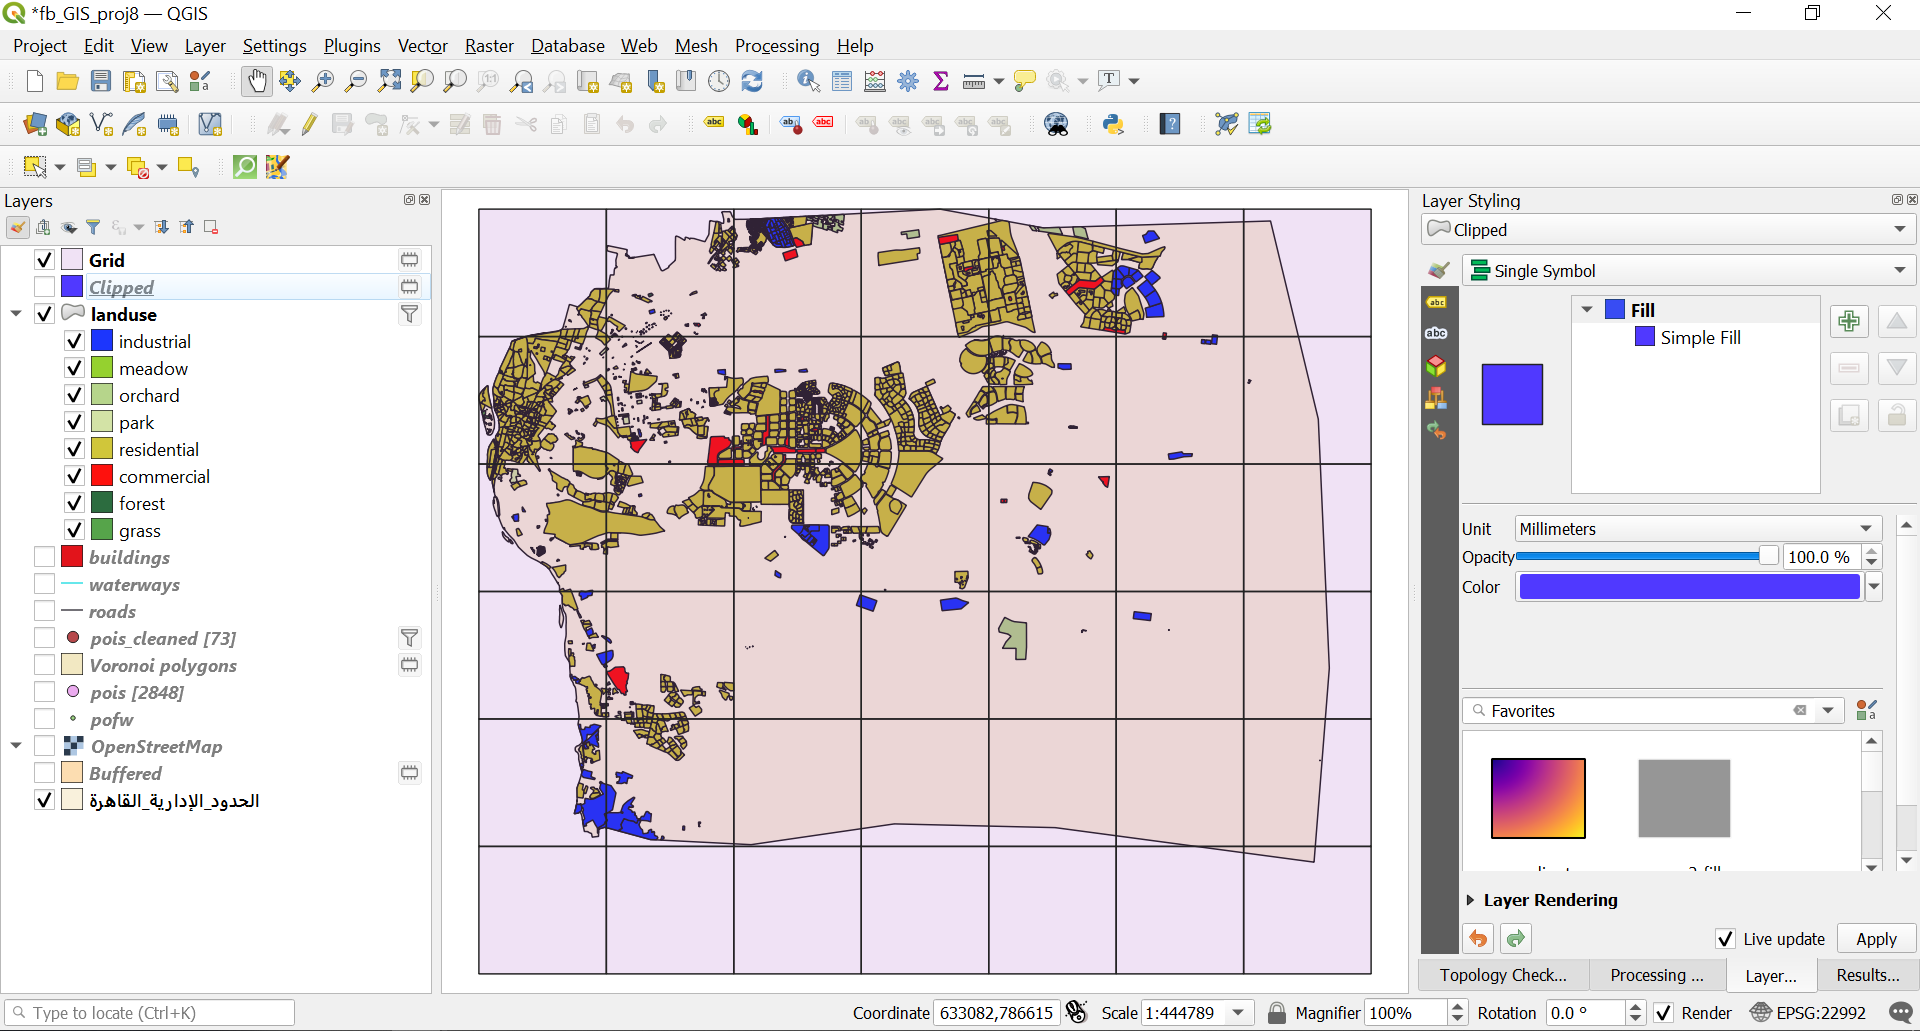 *fb_GIS_proj8 — QGIS
Project Edit View Layer Settings Plugins Vector Raster Database Web Mesh Processing Help
Layers
Grid
Clipped
landuse
industrial
meadow
orchard
park
residential
commercial
forest
grass
buildings
waterways
roads
pois_cleaned [73]
Voronoi polygons
pois [2848]
pofw
OpenStreetMap
Buffered
الحدود_الإدارية_القاهرة
Layer Styling
Clipped
Single Symbol
Fill
Simple Fill
Unit Millimeters
Opacity 100.0 %
Color
Favorites
Layer Rendering
Live update Apply
Topology Check... Processing ... Layer... Results...
Type to locate (Ctrl+K) Coordinate 633082,786615 Scale 1:444789 Magnifier 100% Rotation 0.0 ° Render EPSG:22992